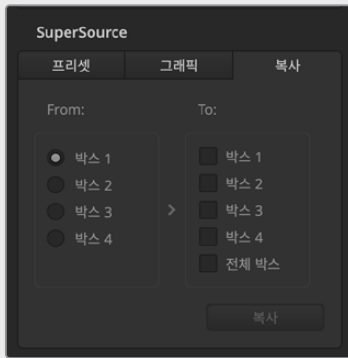 SuperSource
프리셋 그래픽 복사
From: To:
박스 1 박스 1
박스 2 박스 2
박스 3 > 박스 3
박스 4 박스 4
전체 박스
복사